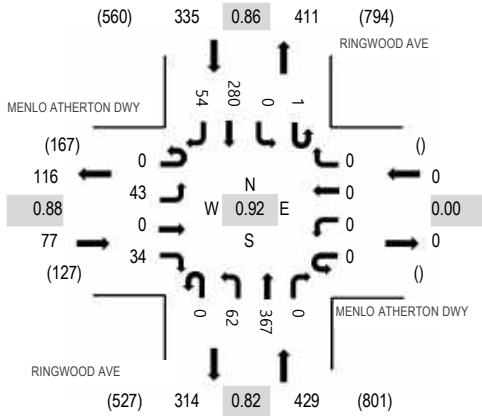 (560) 335 0.86 411 (794)
RINGWOOD AVE
54 280 0 1
MENLO ATHERTON DWY
(167) 0 0 ()
116 43 N 0 0
0.88 0 W 0.92 E 0 0.00
77 34 S 0 0
(127) ()
0 62 367 0
MENLO ATHERTON DWY
RINGWOOD AVE
(527) 314 0.82 429 (801)